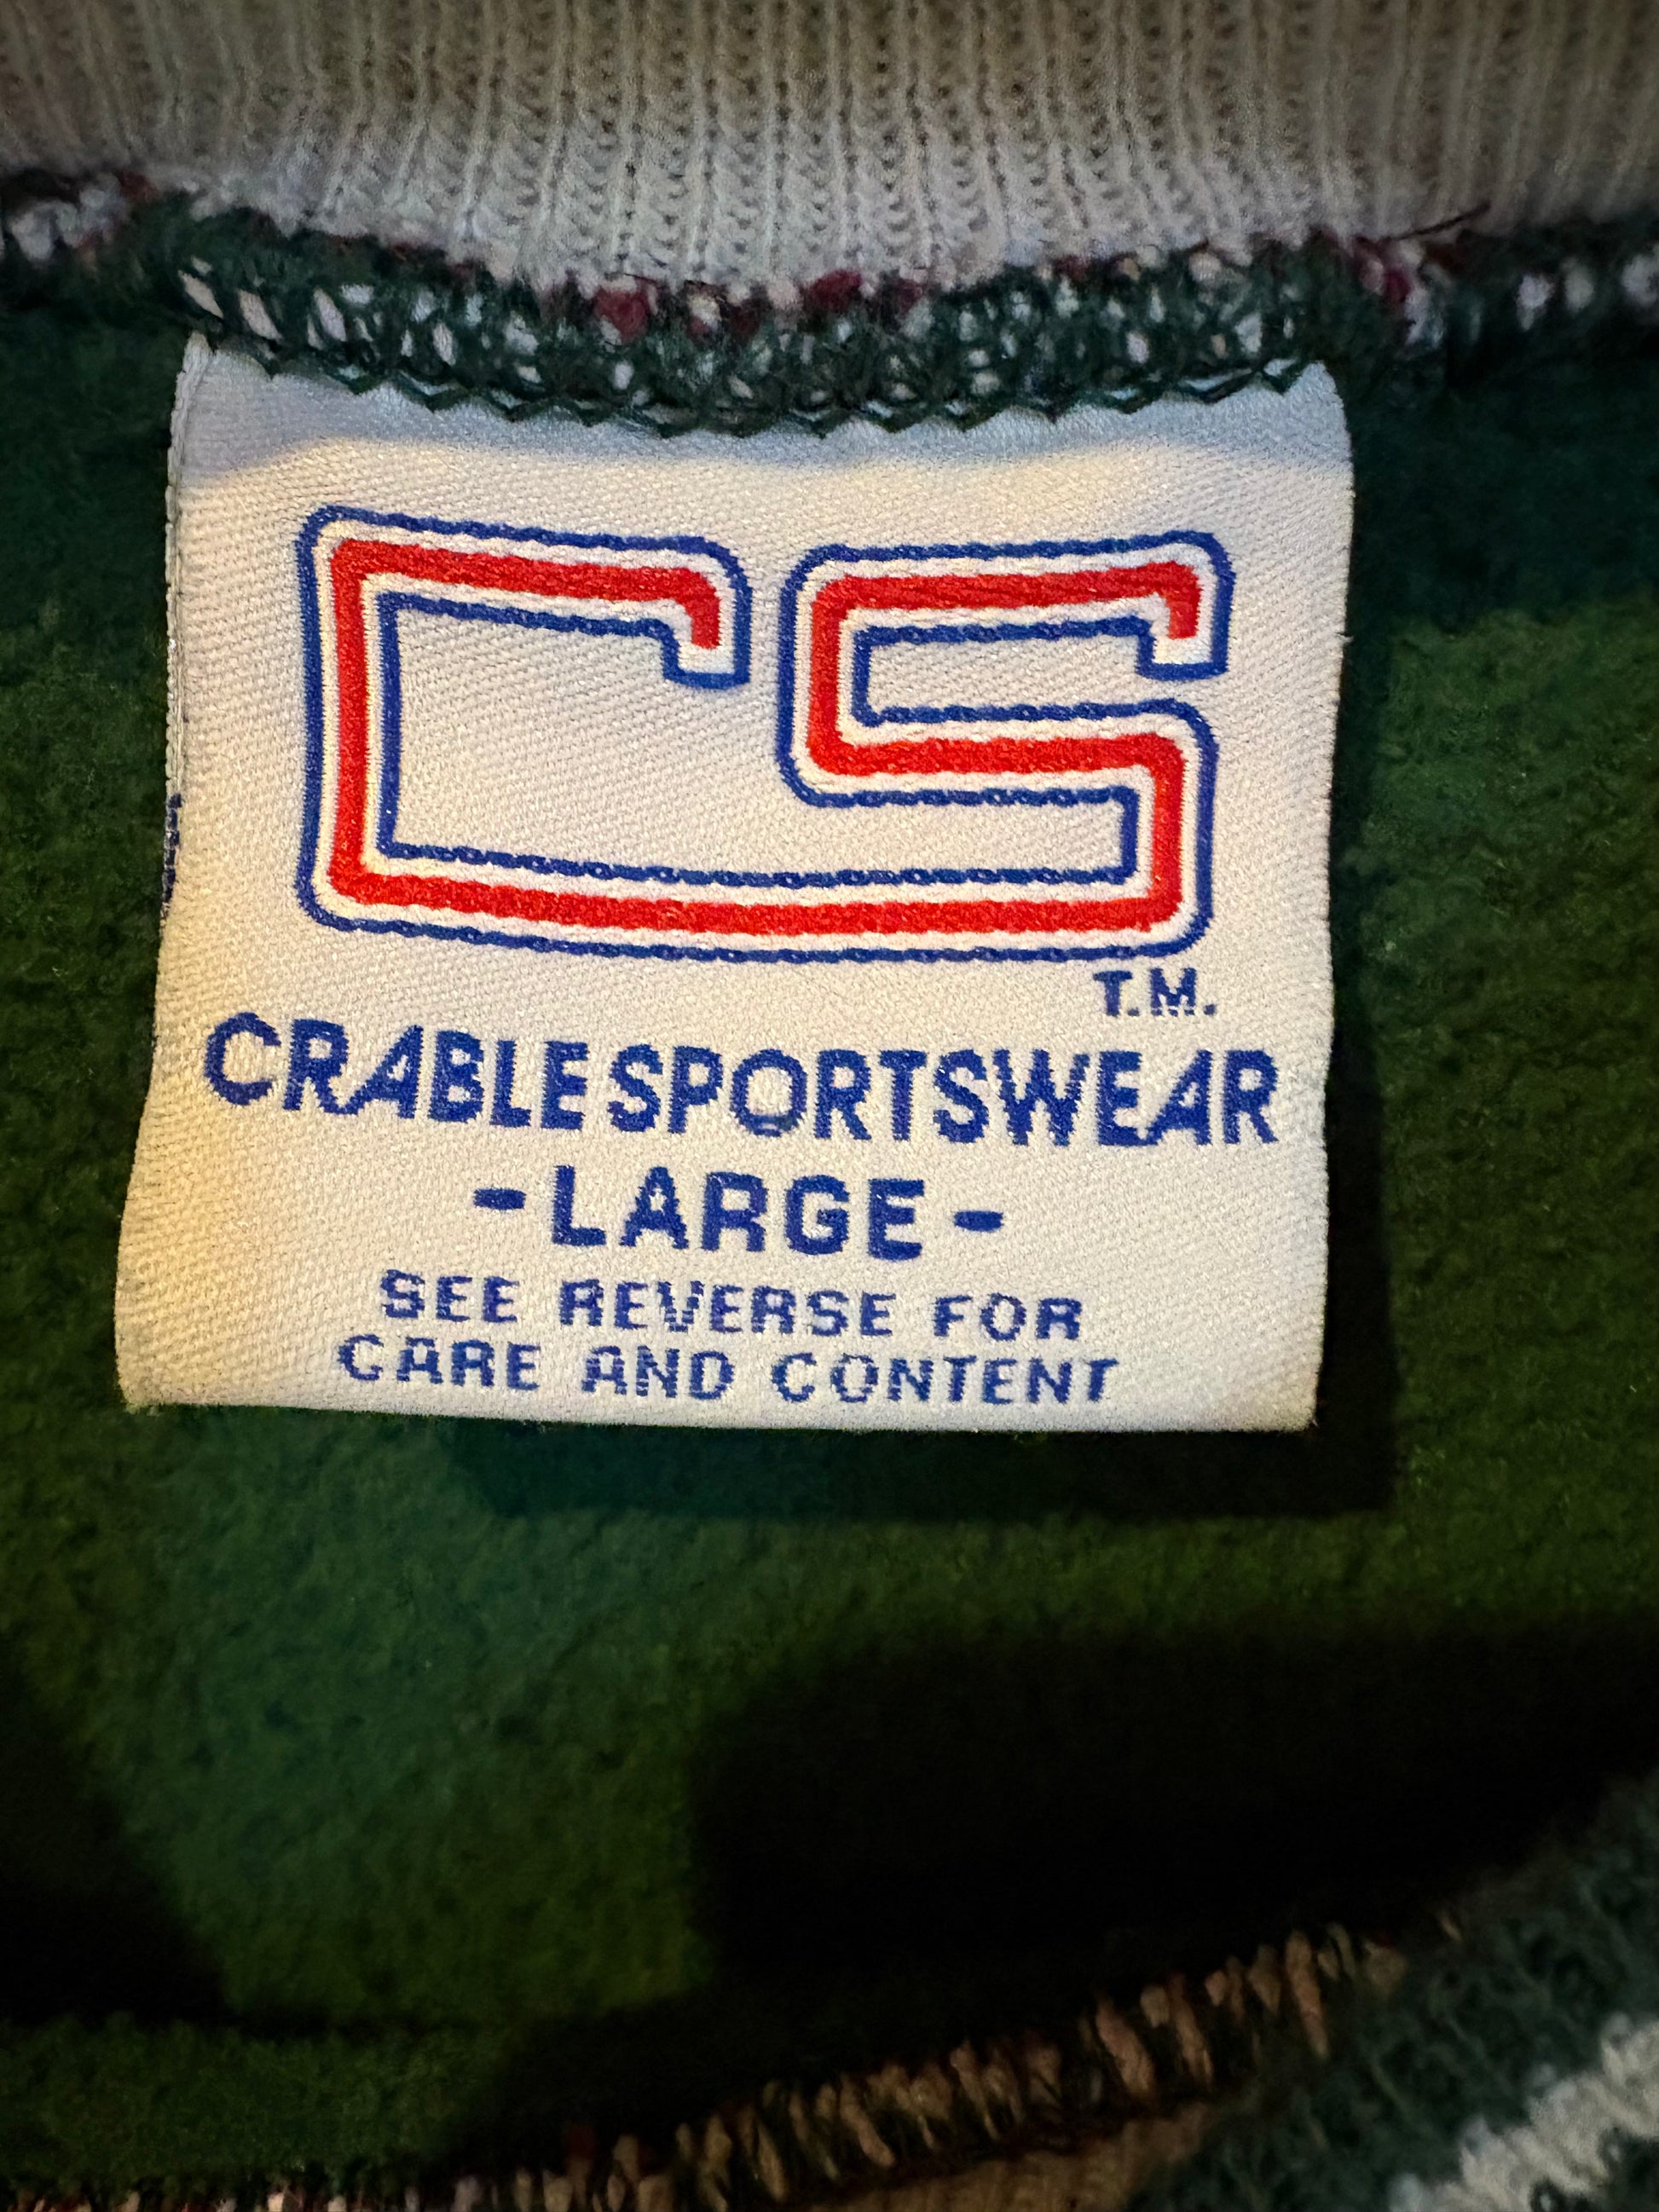 CS
T.M.
CRABLE SPORTSWEAR
- LARGE -
SEE REVERSE FOR
CARE AND CONTENT